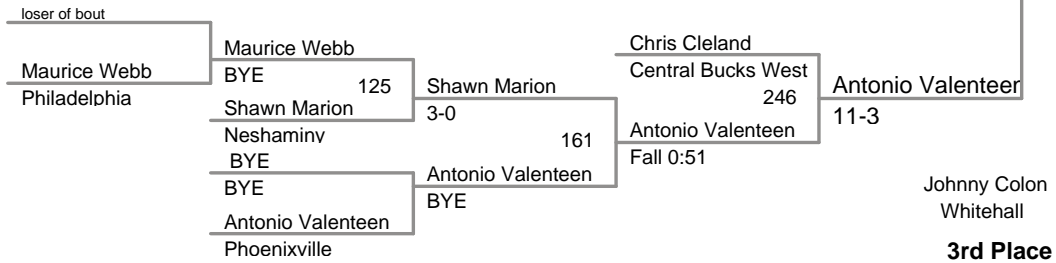 loser of bout
Maurice Webb
Philadelphia
Maurice Webb
BYE
125
Shawn Marion
Neshaminy
BYE
BYE
Antonio Valenteen
Phoenixville
Shawn Marion
3-0
161
Antonio Valenteen
BYE
Chris Cleland
Central Bucks West
246
Antonio Valenteen
Fall 0:51
Antonio Valenteer
11-3
Johnny Colon
Whitehall
3rd Place